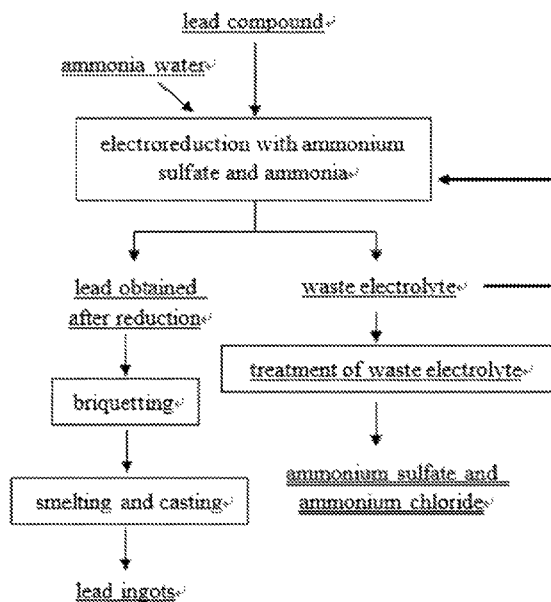 lead compound
ammonia water
electroreduction with ammonium
sulfate and ammonia
lead obtained
after reduction
waste electrolyte
briquetting
treatment of waste electrolyte
smelting and casting
ammonium sulfate and
ammonium chloride
lead ingots